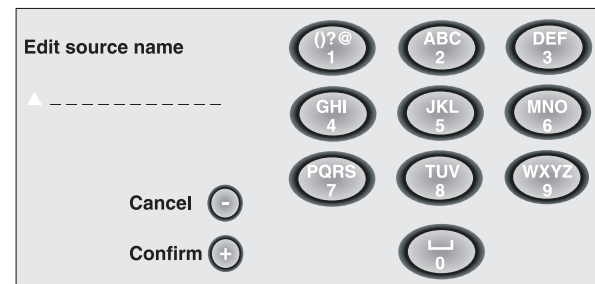 Edit source name
()?@
1
ABC
2
DEF
3
GHI
4
JKL
5
MNO
6
PQRS
7
TUV
8
WXYZ
9
Cancel -
Confirm +
0